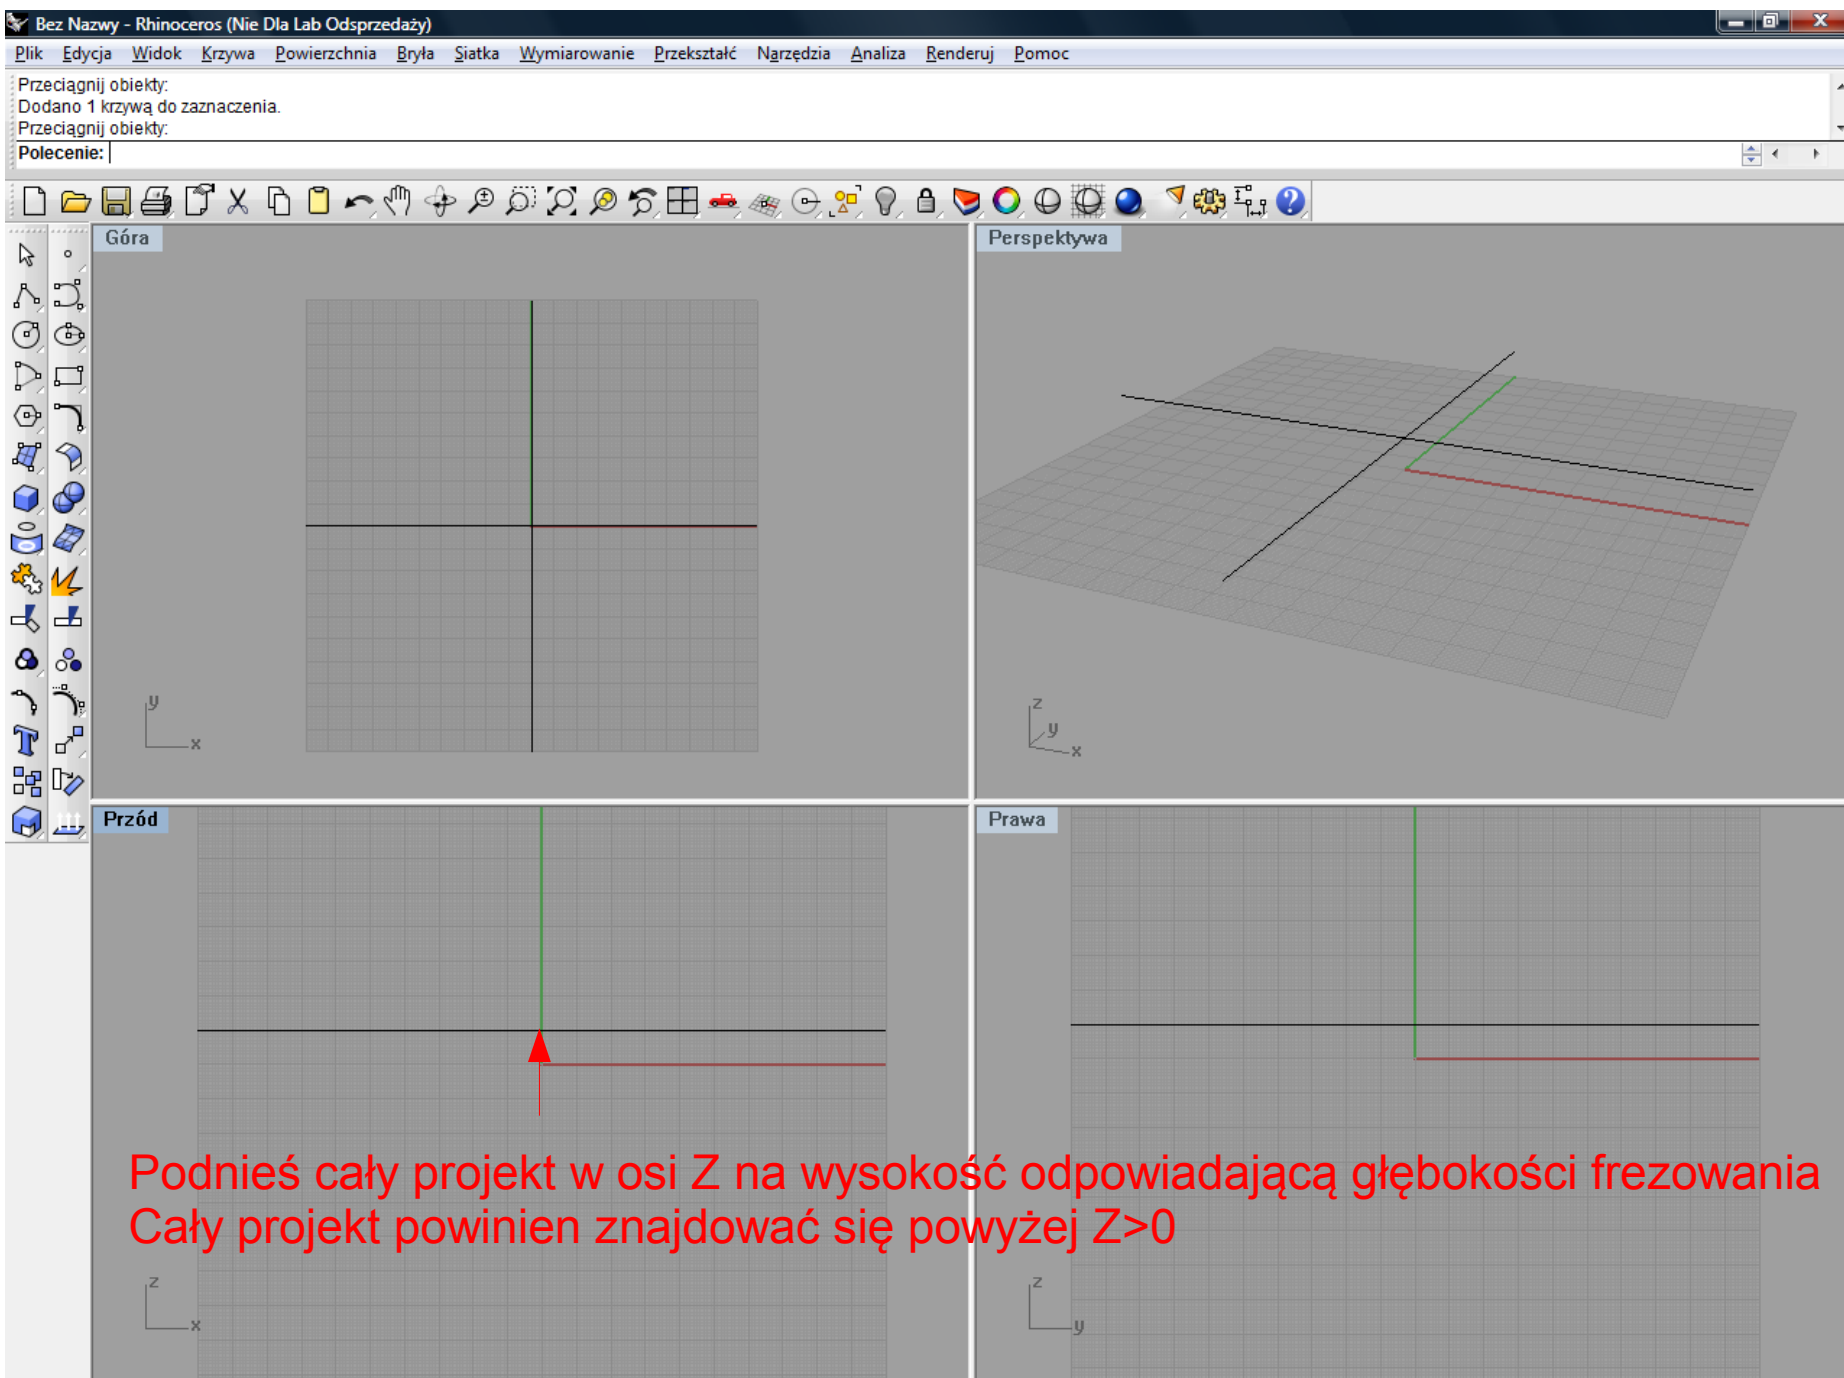 Bez Nazwy - Rhinoceros (Nie Dla Lab Odsprzedaży)
Plik Edycja Widok Krzywa Powierzchnia Bryła Siatka Wymiarowanie Przekształć Narzędzia Analiza Renderuj Pomoc
Przeciągnij obiekty:
Dodano 1 krzywą do zaznaczenia.
Przeciągnij obiekty:
Polecenie:
Góra
Perspektywa
y
x
z
y
x
Przód
Prawa
Podnieś cały projekt w osi Z na wysokość odpowiadającą głębokości frezowania
Cały projekt powinien znajdować się powyżej Z>0
z
x
z
y